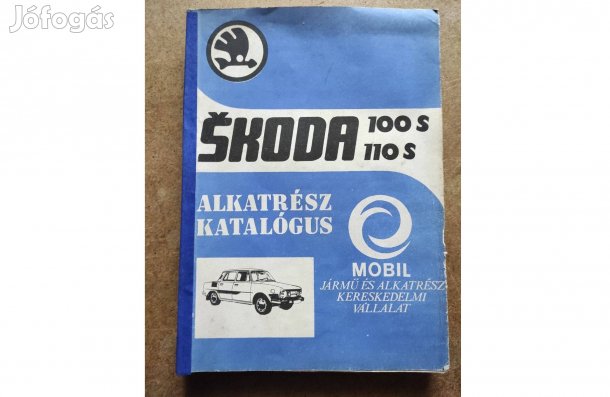 Jófogás
ŠKODA 100 S
110 S
ALKATRÉSZ
KATALÓGUS
MOBIL
JÁRMŰ ÉS ALKATRÉSZ
KERESKEDELMI
VÁLLALAT